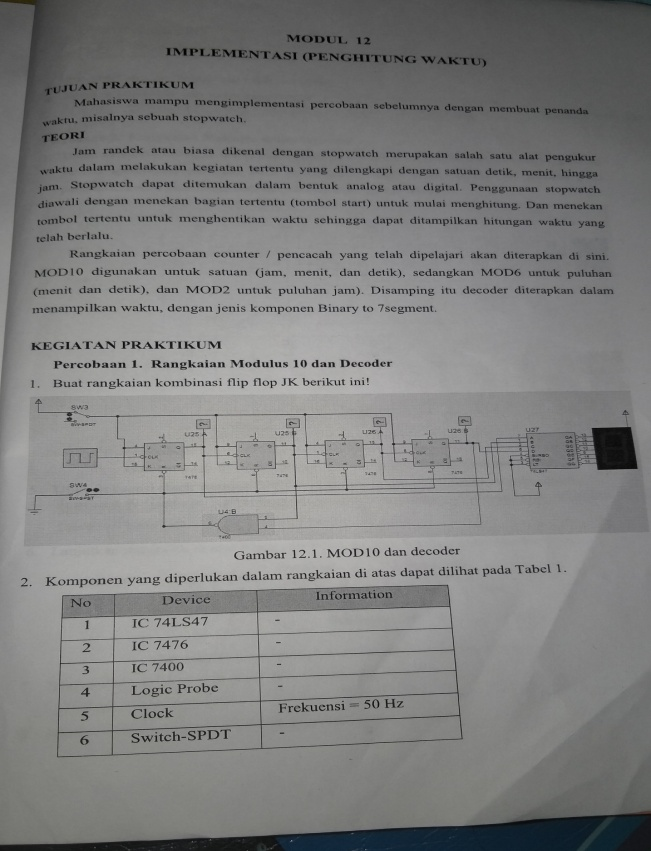 MODUL 12
IMPLEMENTASI (PENGHITUNG WAKTU)
TUJUAN PRAKTIKUM
Mahasiswa mampu mengimplementasi percobaan sebelumnya dengan membuat penanda
waktu, misalnya sebuah stopwatch.
TEORI
Jam randek atau biasa dikenal dengan stopwatch merupakan salah satu alat pengukur
waktu dalam melakukan kegiatan tertentu yang dilengkapi dengan satuan detik, menit, hingga
jam. Stopwatch dapat ditemukan dalam bentuk analog atau digital. Penggunaan stopwatch
diawali dengan menekan bagian tertentu (tombol start) untuk mulai menghitung. Dan menekan
tombol tertentu untuk menghentikan waktu sehingga dapat ditampilkan hitungan waktu yang
telah berlalu.
Rangkaian percobaan counter / pencacah yang telah dipelajari akan diterapkan di sini.
MOD10 digunakan untuk satuan (jam, menit, dan detik), sedangkan MOD6 untuk puluhan
(menit dan detik), dan MOD2 untuk puluhan jam). Disamping itu decoder diterapkan dalam
menampilkan waktu, dengan jenis komponen Binary to 7segment.
KEGIATAN PRAKTIKUM
Percobaan 1. Rangkaian Modulus 10 dan Decoder
1. Buat rangkaian kombinasi flip flop JK berikut ini!
SW3
SW-SPDT
U25:A
U26:A
U27
7476
7476
7476
7476
SW4
SW-SPDT
U4:B
7400
Gambar 12.1. MOD10 dan decoder
2. Komponen yang diperlukan dalam rangkaian di atas dapat dilihat pada Tabel 1.
No Device Information
1 IC 74LS47 -
2 IC 7476 -
3 IC 7400 -
4 Logic Probe -
5 Clock Frekuensi = 50 Hz
6 Switch-SPDT -